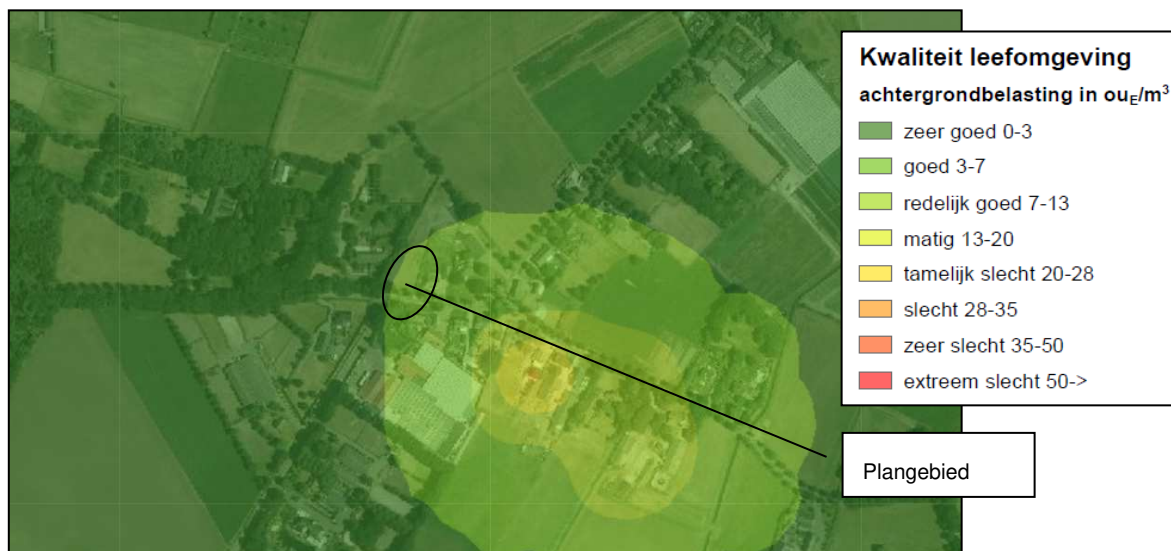 Kwaliteit leefomgeving
achtergrondbelasting in ouE/m³
zeer goed 0-3
goed 3-7
redelijk goed 7-13
matig 13-20
tamelijk slecht 20-28
slecht 28-35
zeer slecht 35-50
extreem slecht 50->
Plangebied